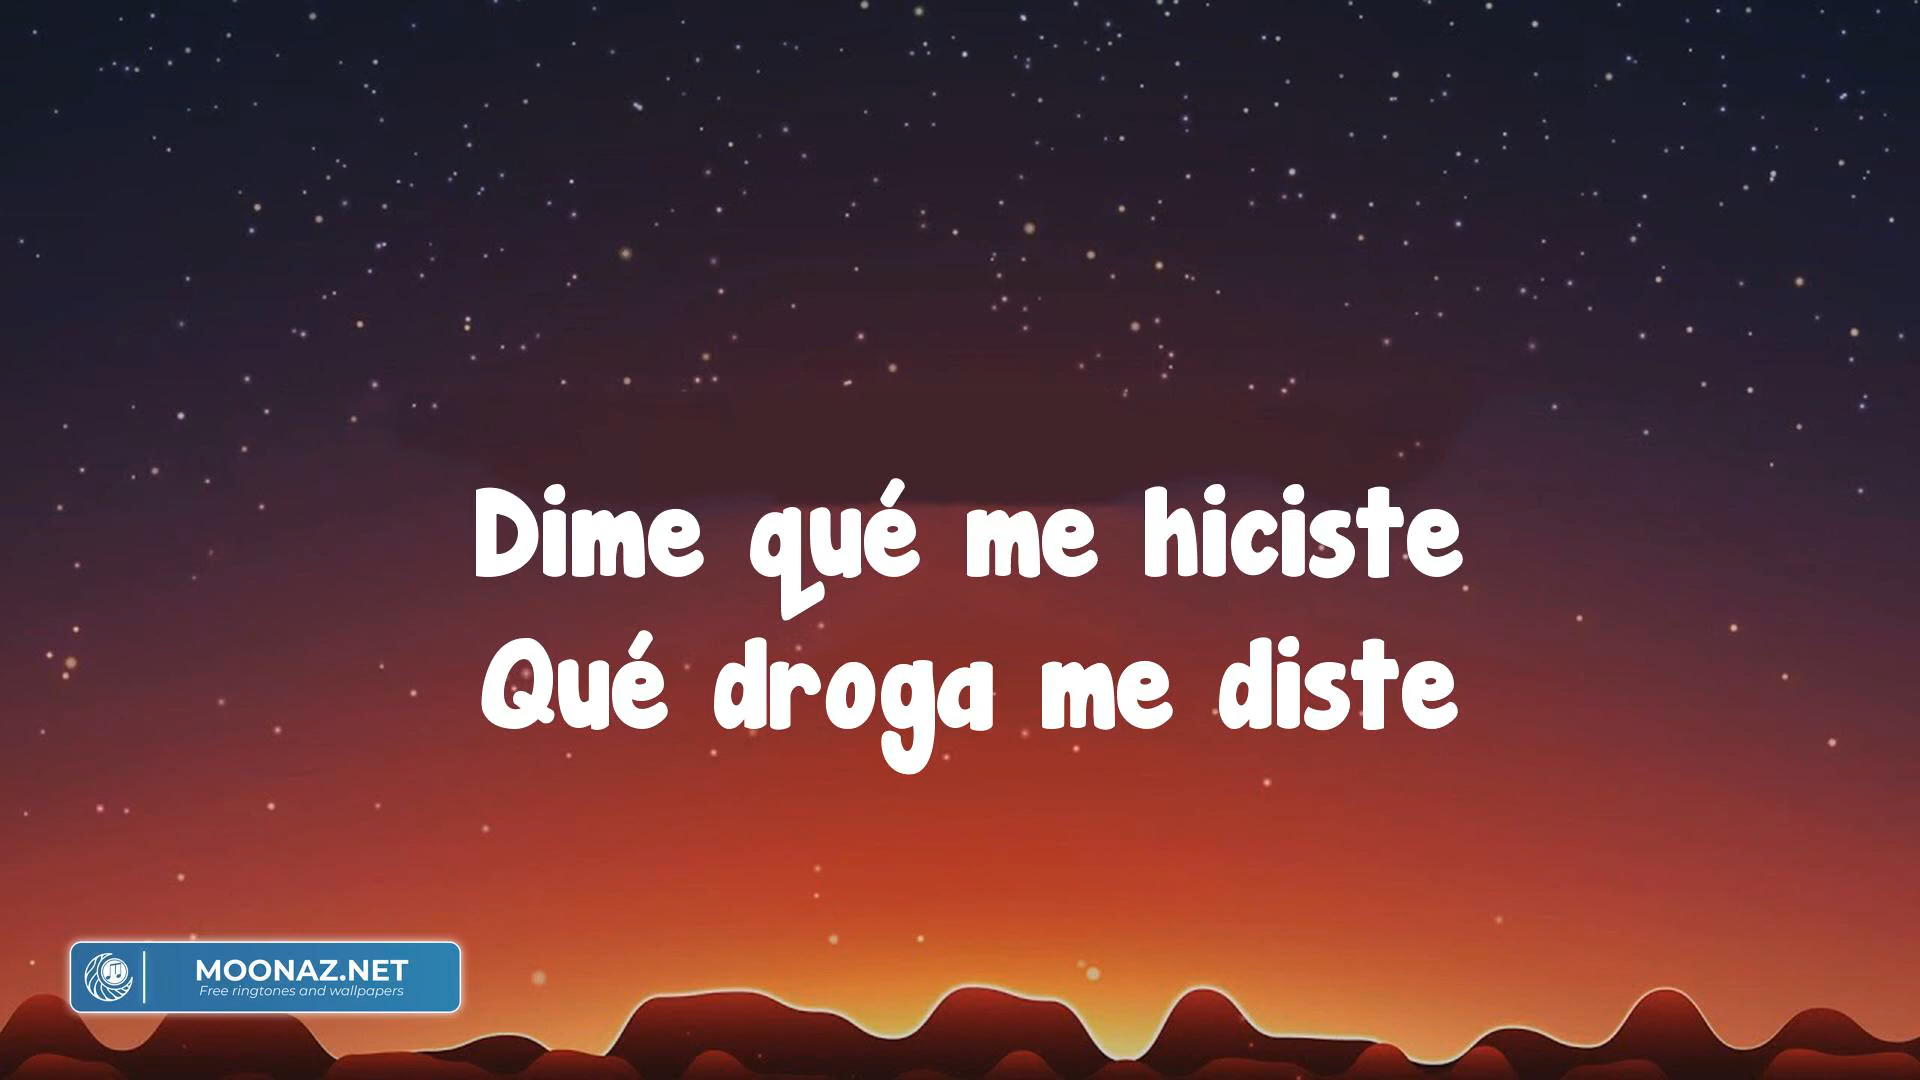 Dime qué me hiciste
Qué droga me diste
MOONAZ.NET
Free ringtones and wallpapers